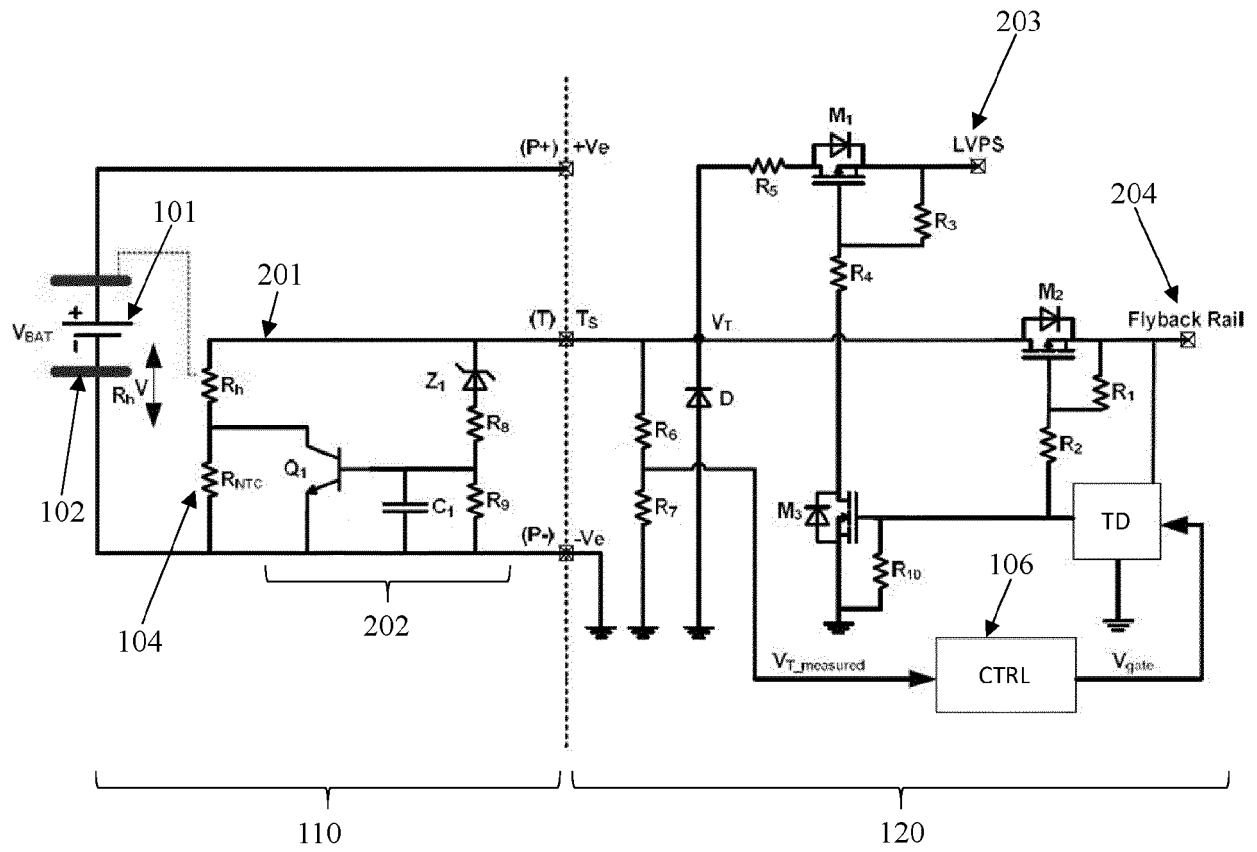 203
M₁
LVPS
(P+) +Ve
R₅
101
R₃
204
201
R₄
M₂
+
V_BAT
−
(T) T_S
V_T
Flyback Rail
R_h V
R_h
Z₁
D
R₁
R₈
R₆
R₂
Q₁
R_NTC
102
C₁
R₉
R₇
M₃
TD
(P-) -Ve
R₁₀
106
104
202
V_T_measured
CTRL
V_gate
110
120